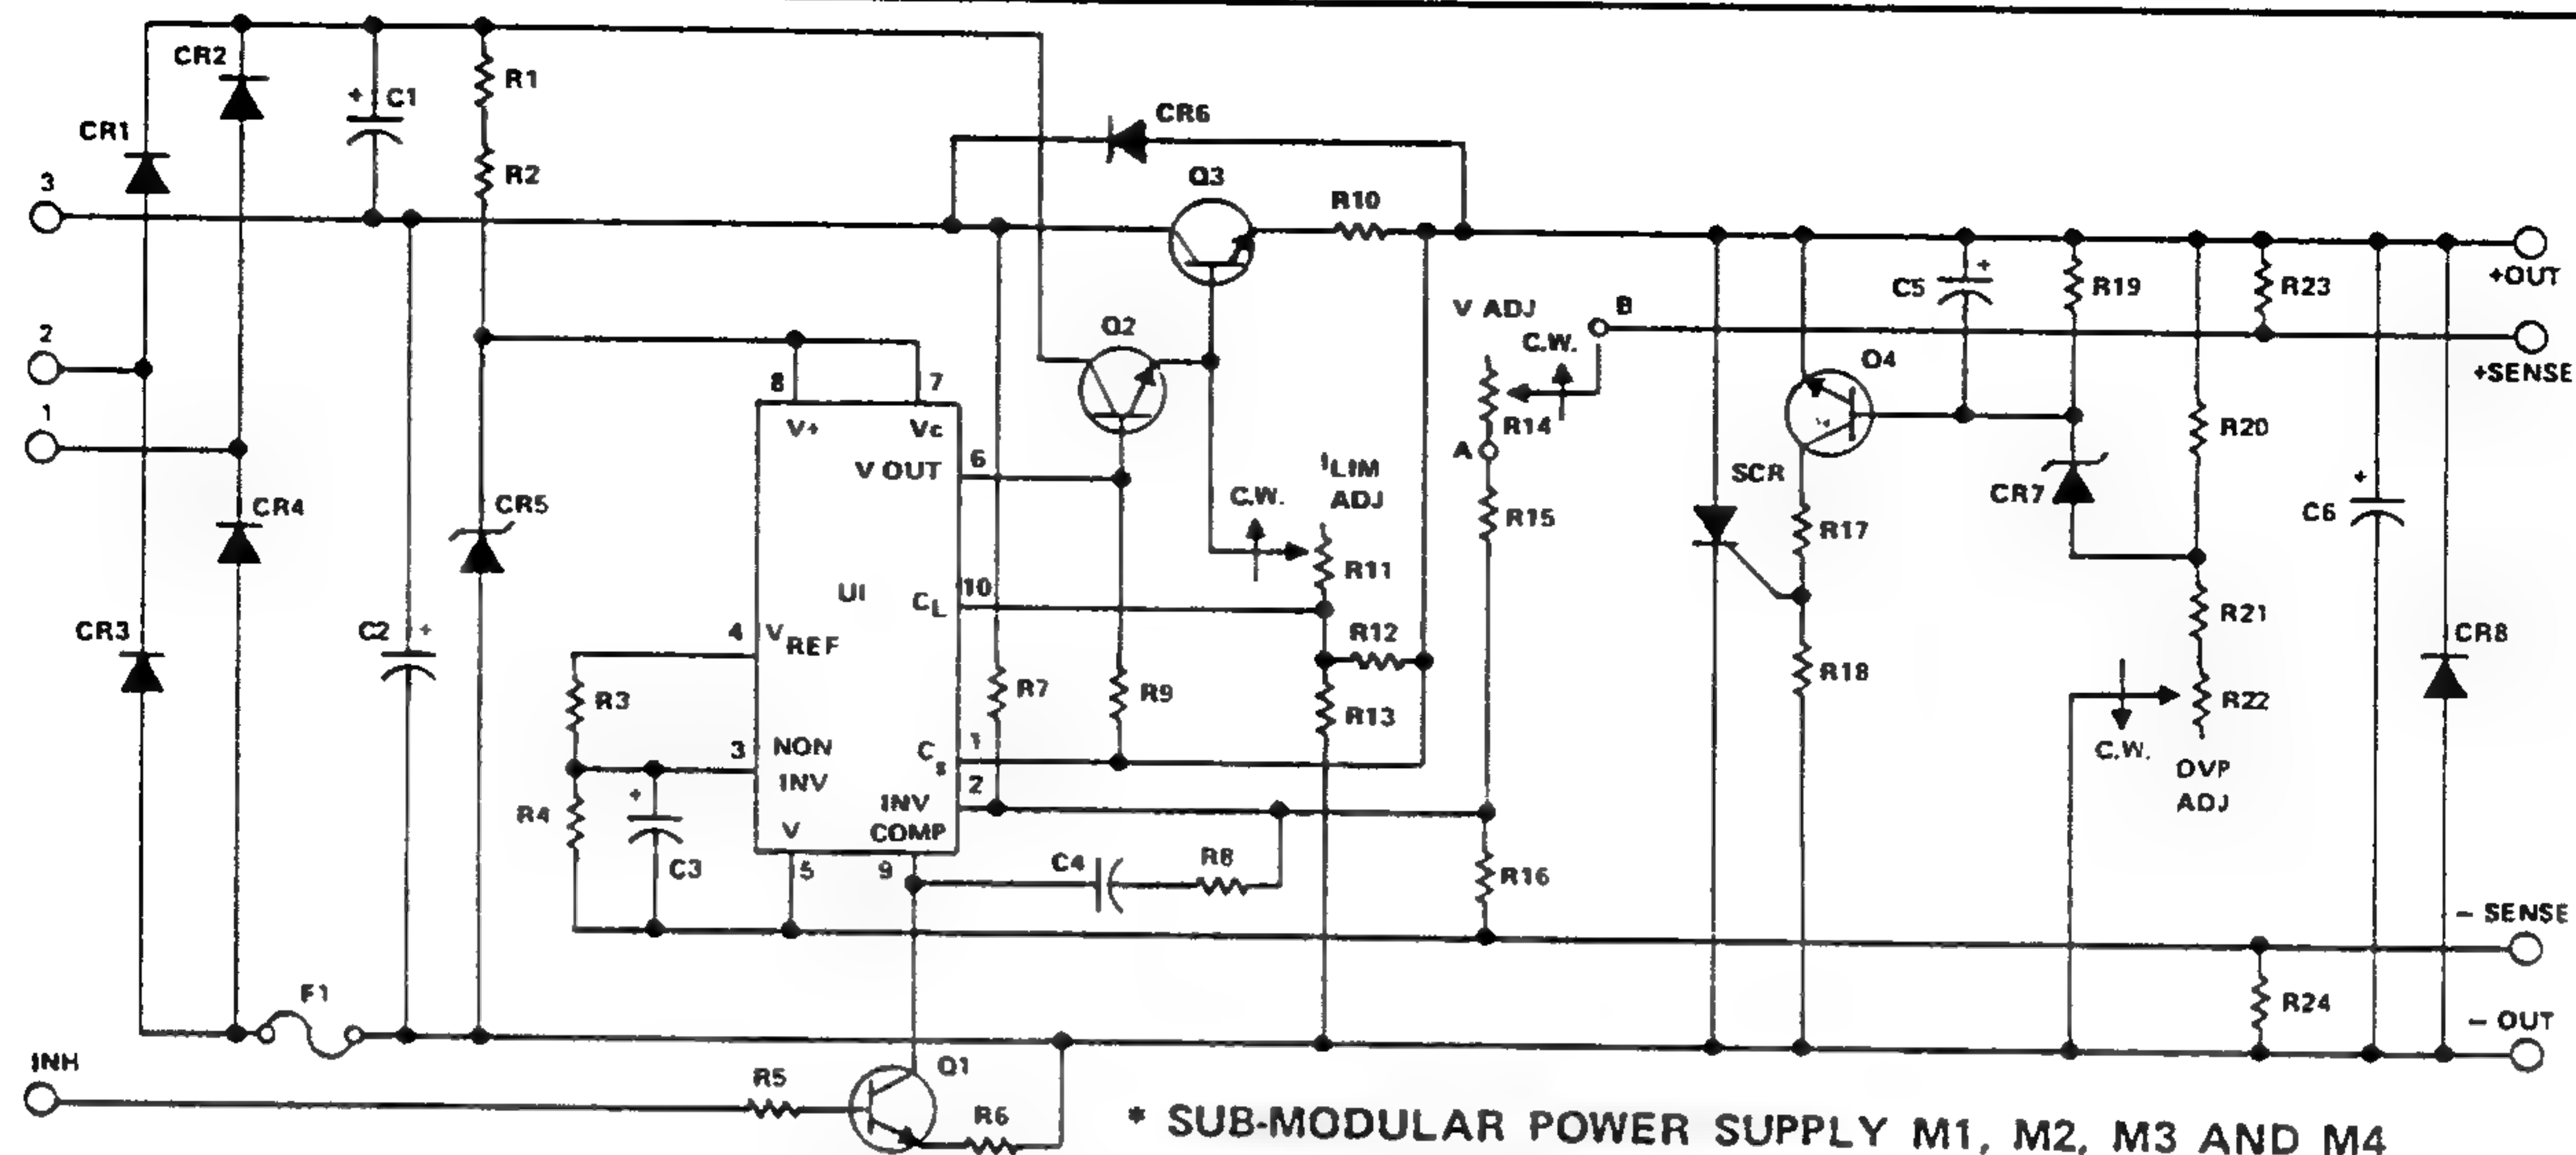 CR2
R1
C1
CR1
CR6
R2
3
Q3
R10
+OUT
C5
R19
R23
V ADJ
B
2
Q2
C.W.
Q4
+SENSE
8
7
1
R14
R20
V+
Vc
A
V OUT
6
ILIM
ADJ
SCR
CR7
CR4
CR5
C.W.
R15
R17
C6
R11
UI
CL
10
R21
CR3
C2
4
VREF
R12
CR8
R18
R3
R7
R9
R13
R22
3
NON
INV
Cs
1
C.W.
OVP
ADJ
2
R4
INV
COMP
V
C3
5
9
C4
R8
R16
- SENSE
F1
R24
- OUT
INH
R5
Q1
R6
* SUB-MODULAR POWER SUPPLY M1, M2, M3 AND M4